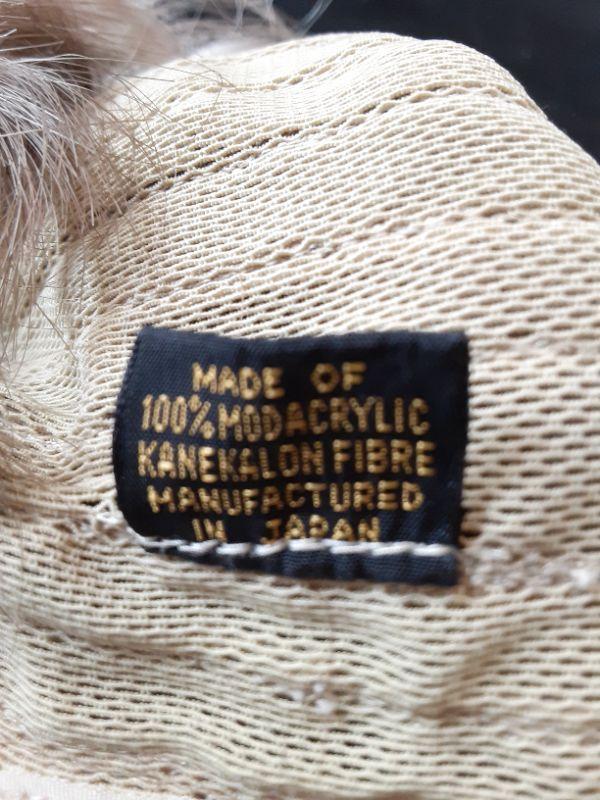 MADE OF
100% MODACRYLIC
KANEKALON FIBRE
MANUFACTURED
IN JAPAN